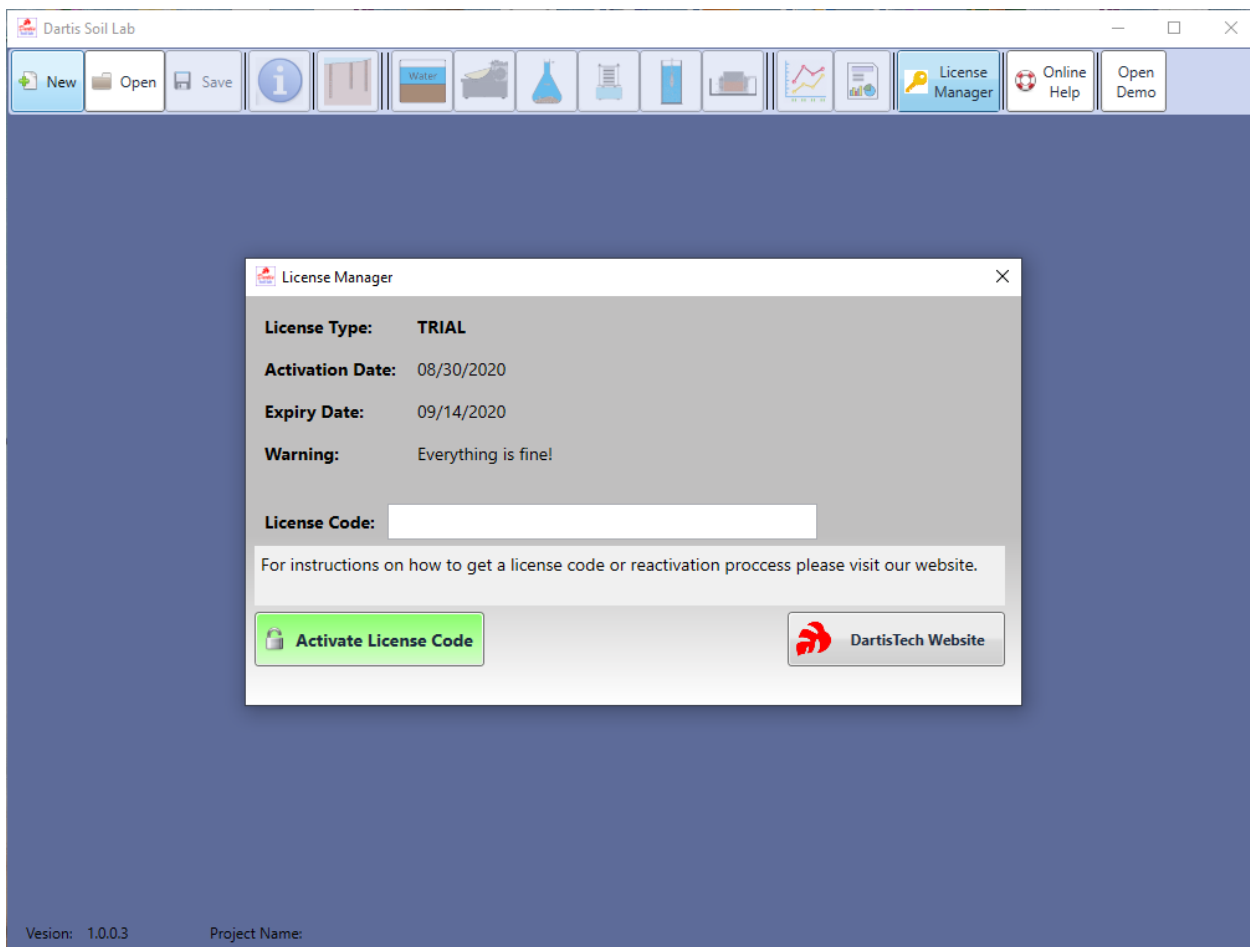 Dartis Soil Lab
New
Open
Save
Water
License
Manager
Online
Help
Open
Demo
License Manager
License Type: TRIAL
Activation Date: 08/30/2020
Expiry Date: 09/14/2020
Warning: Everything is fine!
License Code:
For instructions on how to get a license code or reactivation proccess please visit our website.
Activate License Code
DartisTech Website
Vesion: 1.0.0.3 Project Name: